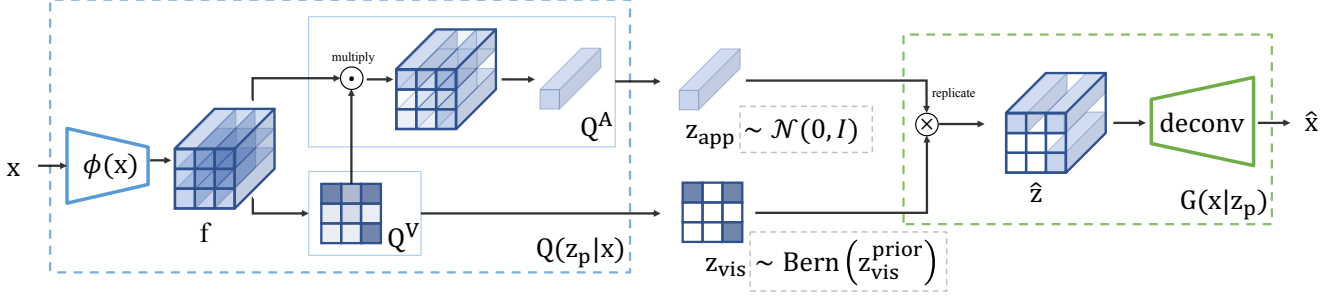 x
ϕ(x)
f
multiply
Q^A
Q^V
Q(z_p|x)
z_app ~ 𝒩(0, I)
z_vis ~ Bern(z_vis^prior)
replicate
ẑ
deconv
G(x|z_p)
x̂